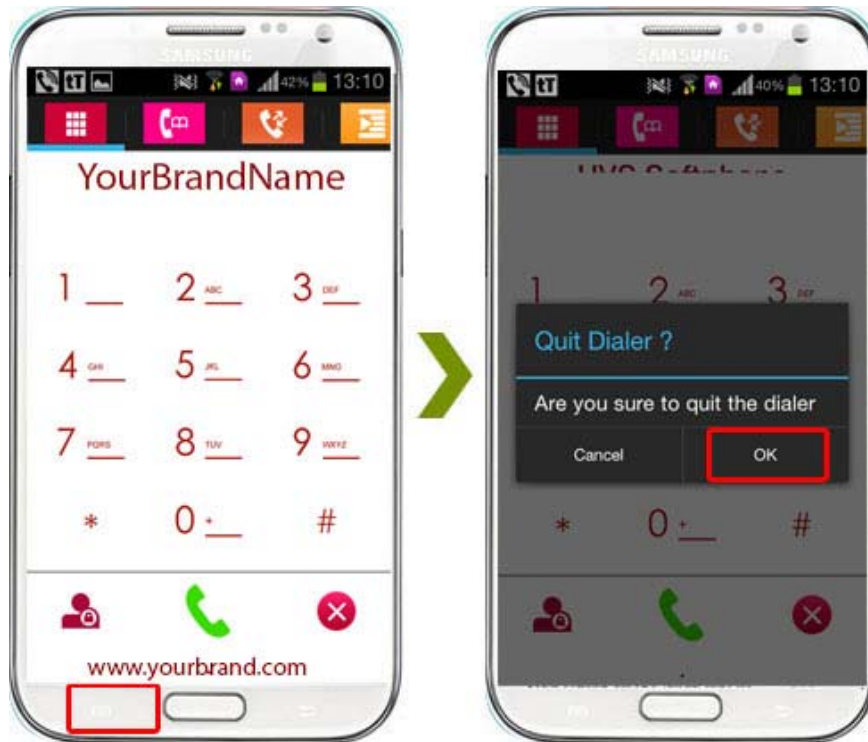 SAMSUNG
42% 13:10
YourBrandName
1
2 ABC
3 DEF
4 GHI
5 JKL
6 MNO
7 PQRS
8 TUV
9 WXYZ
*
0 +
#
www.yourbrand.com
SAMSUNG
40% 13:10
1
2 ABC
3 DEF
Quit Dialer ?
Are you sure to quit the dialer
Cancel OK
*
0 +
#